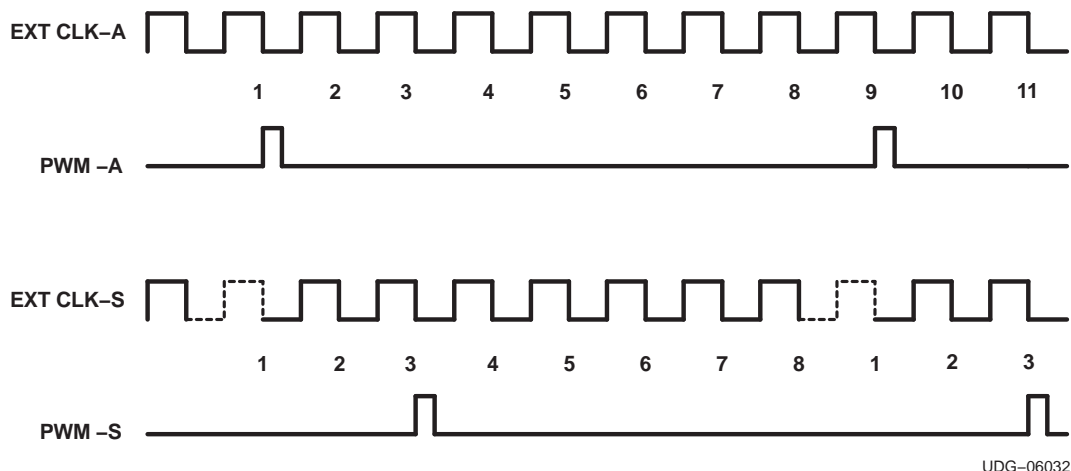 EXT CLK–A
1 2 3 4 5 6 7 8 9 10 11
PWM –A
EXT CLK–S
1 2 3 4 5 6 7 8 1 2 3
PWM –S
UDG–06032